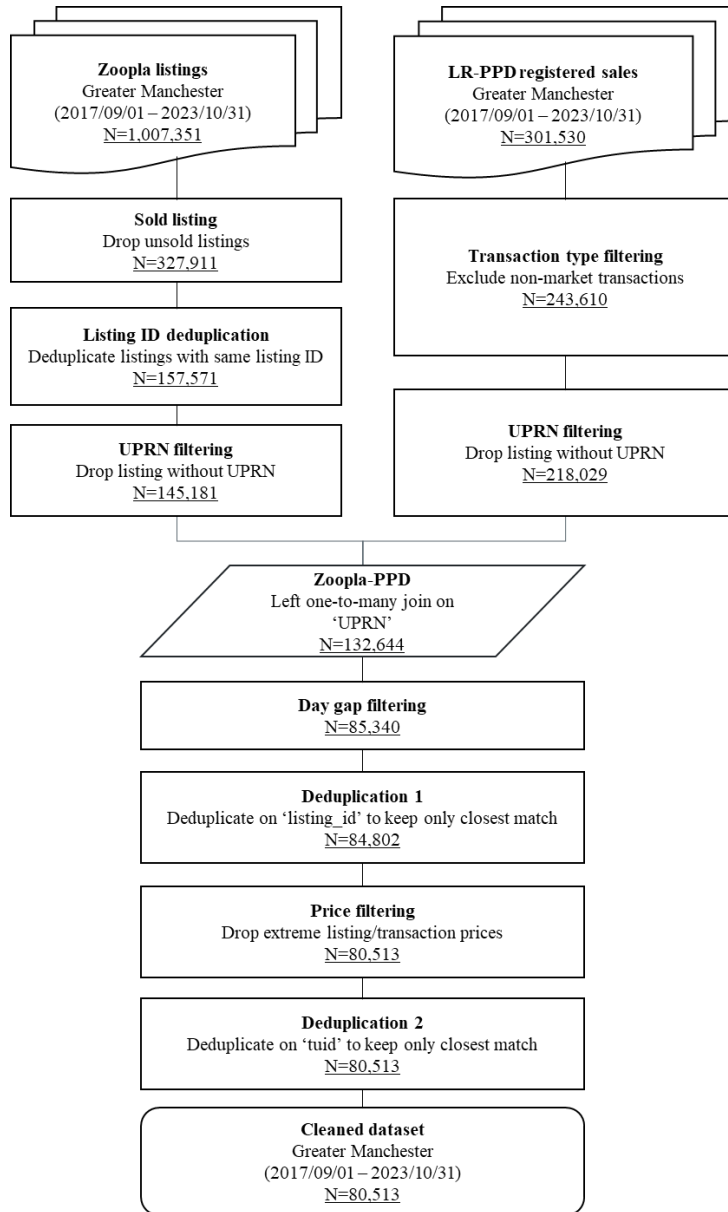 Zoopla listings
Greater Manchester
(2017/09/01 – 2023/10/31)
N=1,007,351
Sold listing
Drop unsold listings
N=327,911
Listing ID deduplication
Deduplicate listings with same listing ID
N=157,571
UPRN filtering
Drop listing without UPRN
N=145,181
LR-PPD registered sales
Greater Manchester
(2017/09/01 – 2023/10/31)
N=301,530
Transaction type filtering
Exclude non-market transactions
N=243,610
UPRN filtering
Drop listing without UPRN
N=218,029
Zoopla-PPD
Left one-to-many join on
‘UPRN’
N=132,644
Day gap filtering
N=85,340
Deduplication 1
Deduplicate on ‘listing_id’ to keep only closest match
N=84,802
Price filtering
Drop extreme listing/transaction prices
N=80,513
Deduplication 2
Deduplicate on ‘tuid’ to keep only closest match
N=80,513
Cleaned dataset
Greater Manchester
(2017/09/01 – 2023/10/31)
N=80,513